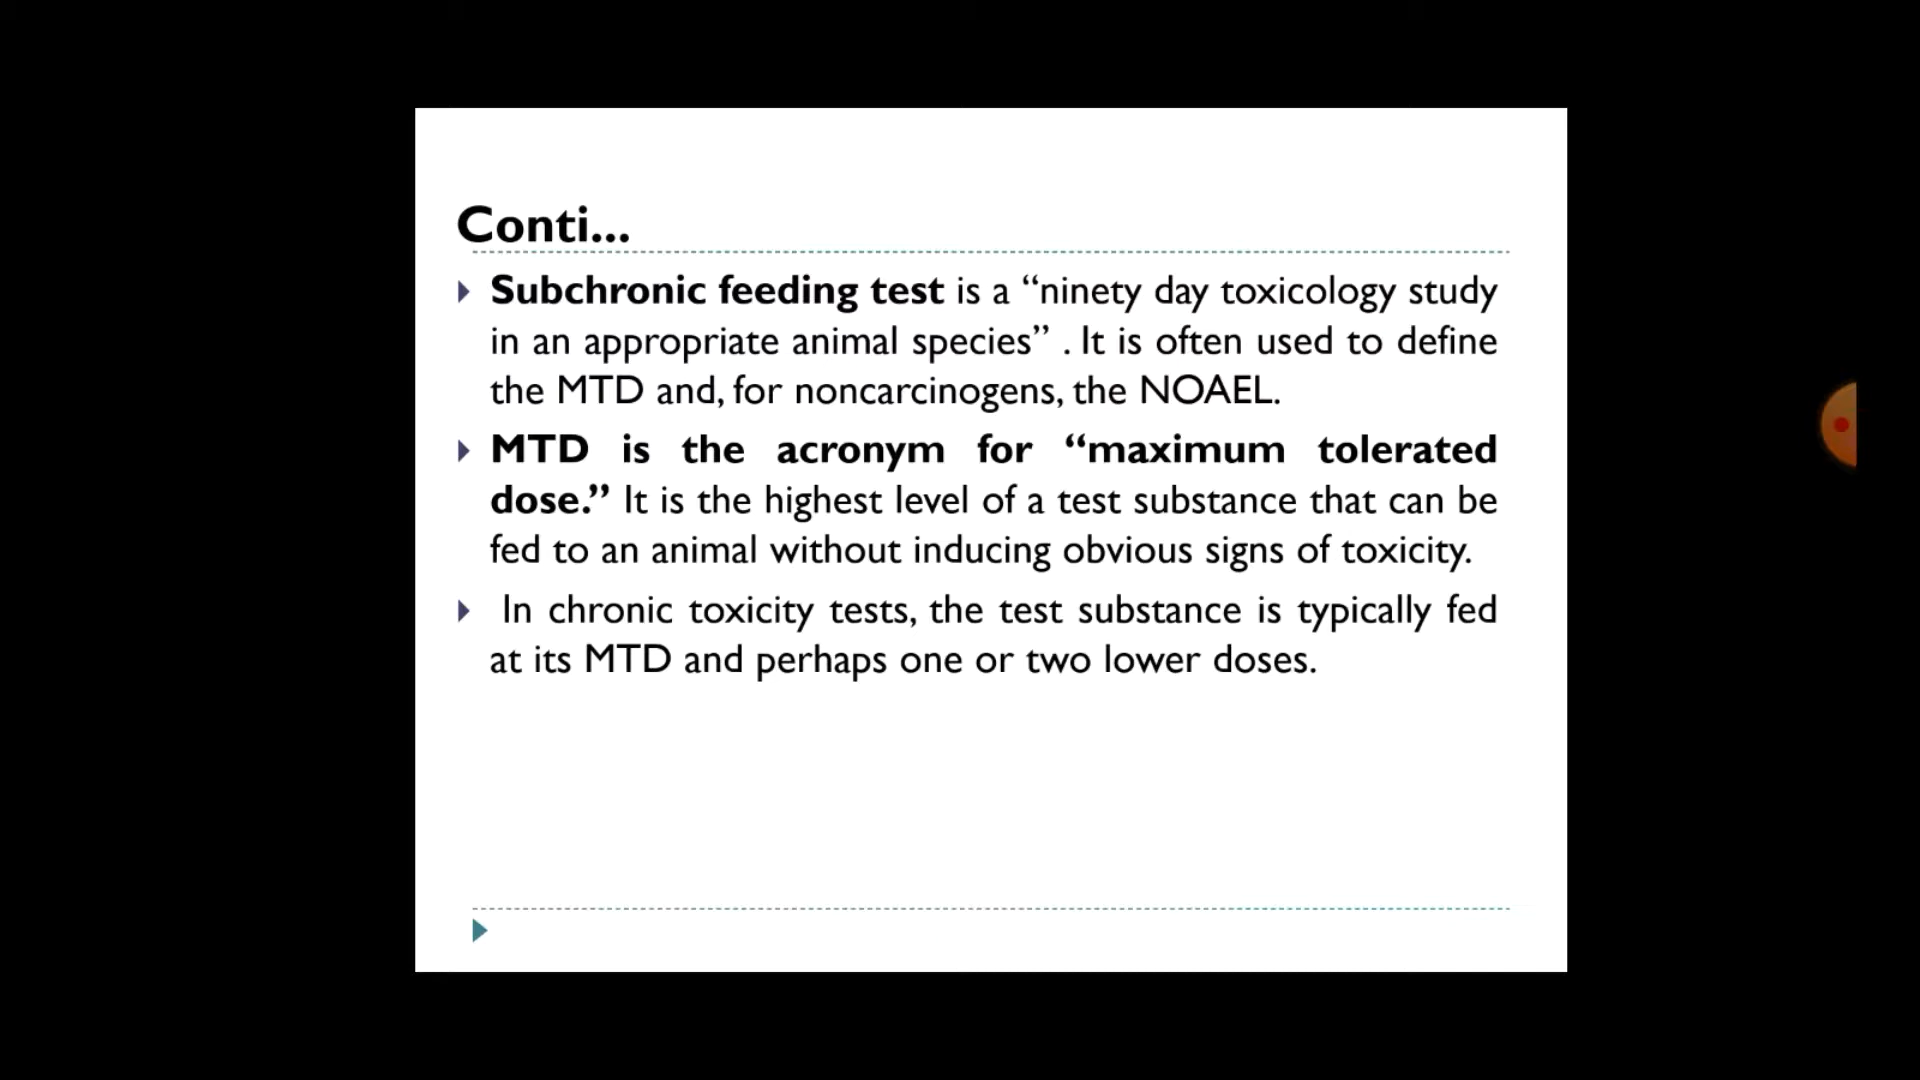 Conti...
Subchronic feeding test is a “ninety day toxicology study
in an appropriate animal species” . It is often used to define
the MTD and, for noncarcinogens, the NOAEL.
MTD is the acronym for “maximum tolerated
dose.” It is the highest level of a test substance that can be
fed to an animal without inducing obvious signs of toxicity.
In chronic toxicity tests, the test substance is typically fed
at its MTD and perhaps one or two lower doses.